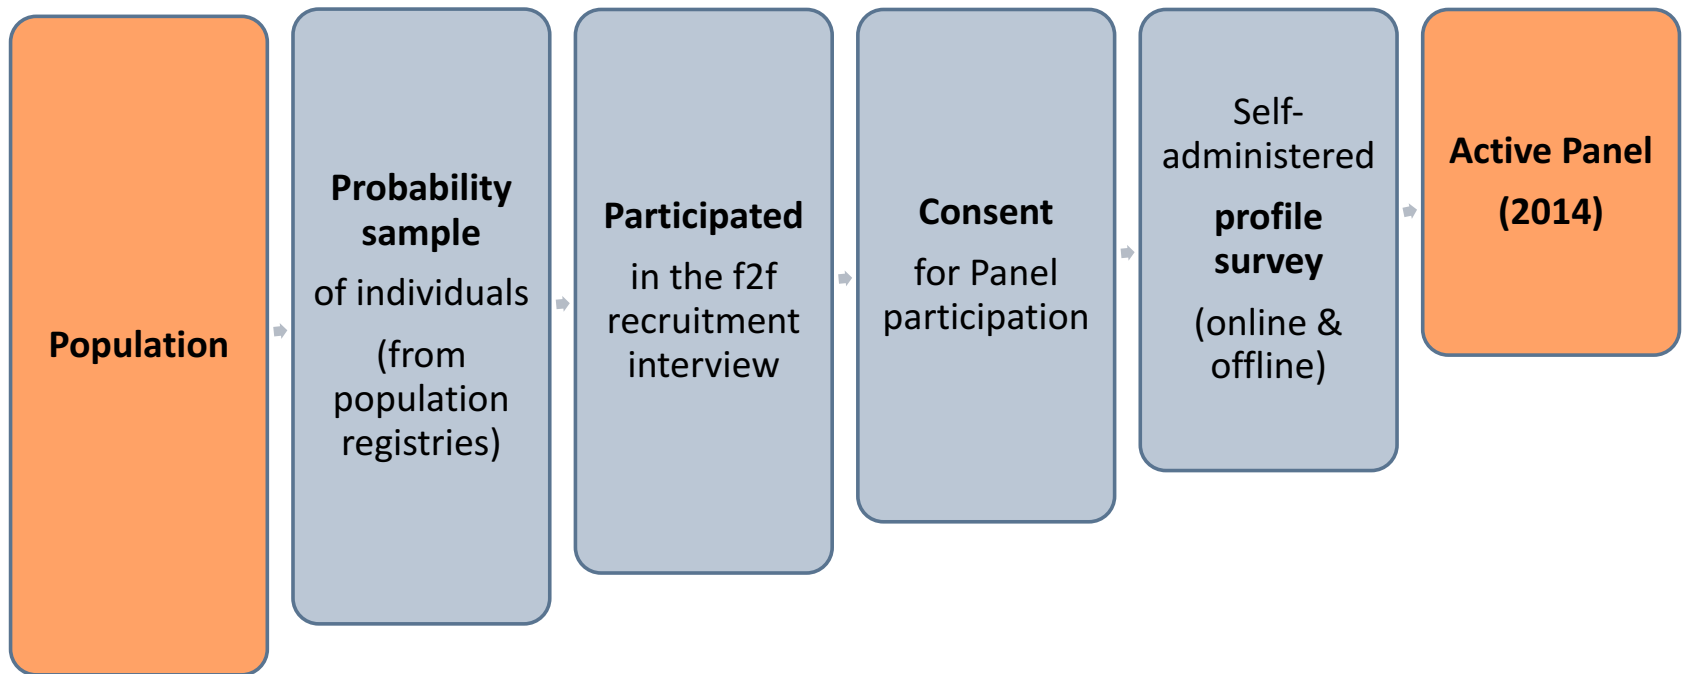 Population
Probability
sample
of individuals
(from
population
registries)
Participated
in the f2f
recruitment
interview
Consent
for Panel
participation
Self-
administered
profile
survey
(online &
offline)
Active Panel
(2014)